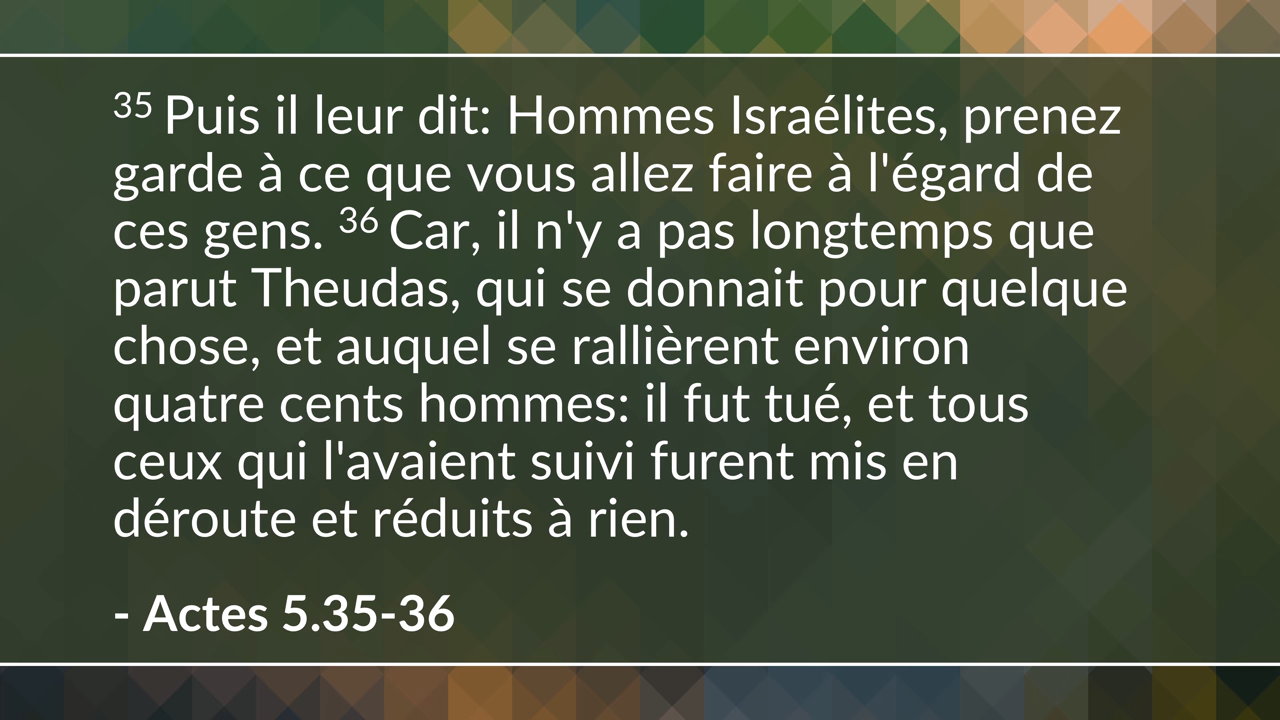 35 Puis il leur dit: Hommes Israélites, prenez
garde à ce que vous allez faire à l'égard de
ces gens. 36 Car, il n'y a pas longtemps que
parut Theudas, qui se donnait pour quelque
chose, et auquel se rallièrent environ
quatre cents hommes: il fut tué, et tous
ceux qui l'avaient suivi furent mis en
déroute et réduits à rien.
- Actes 5.35-36